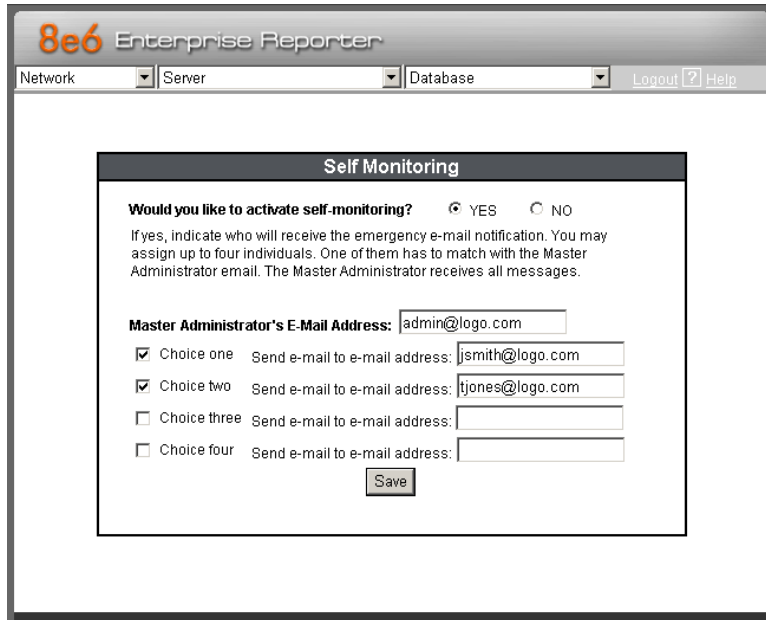 8e6 Enterprise Reporter
Network Server Database Logout ? Help
Self Monitoring
Would you like to activate self-monitoring? YES NO
If yes, indicate who will receive the emergency e-mail notification. You may
assign up to four individuals. One of them has to match with the Master
Administrator email. The Master Administrator receives all messages.
Master Administrator's E-Mail Address: admin@logo.com
Choice one Send e-mail to e-mail address: jsmith@logo.com
Choice two Send e-mail to e-mail address: tjones@logo.com
Choice three Send e-mail to e-mail address:
Choice four Send e-mail to e-mail address:
Save